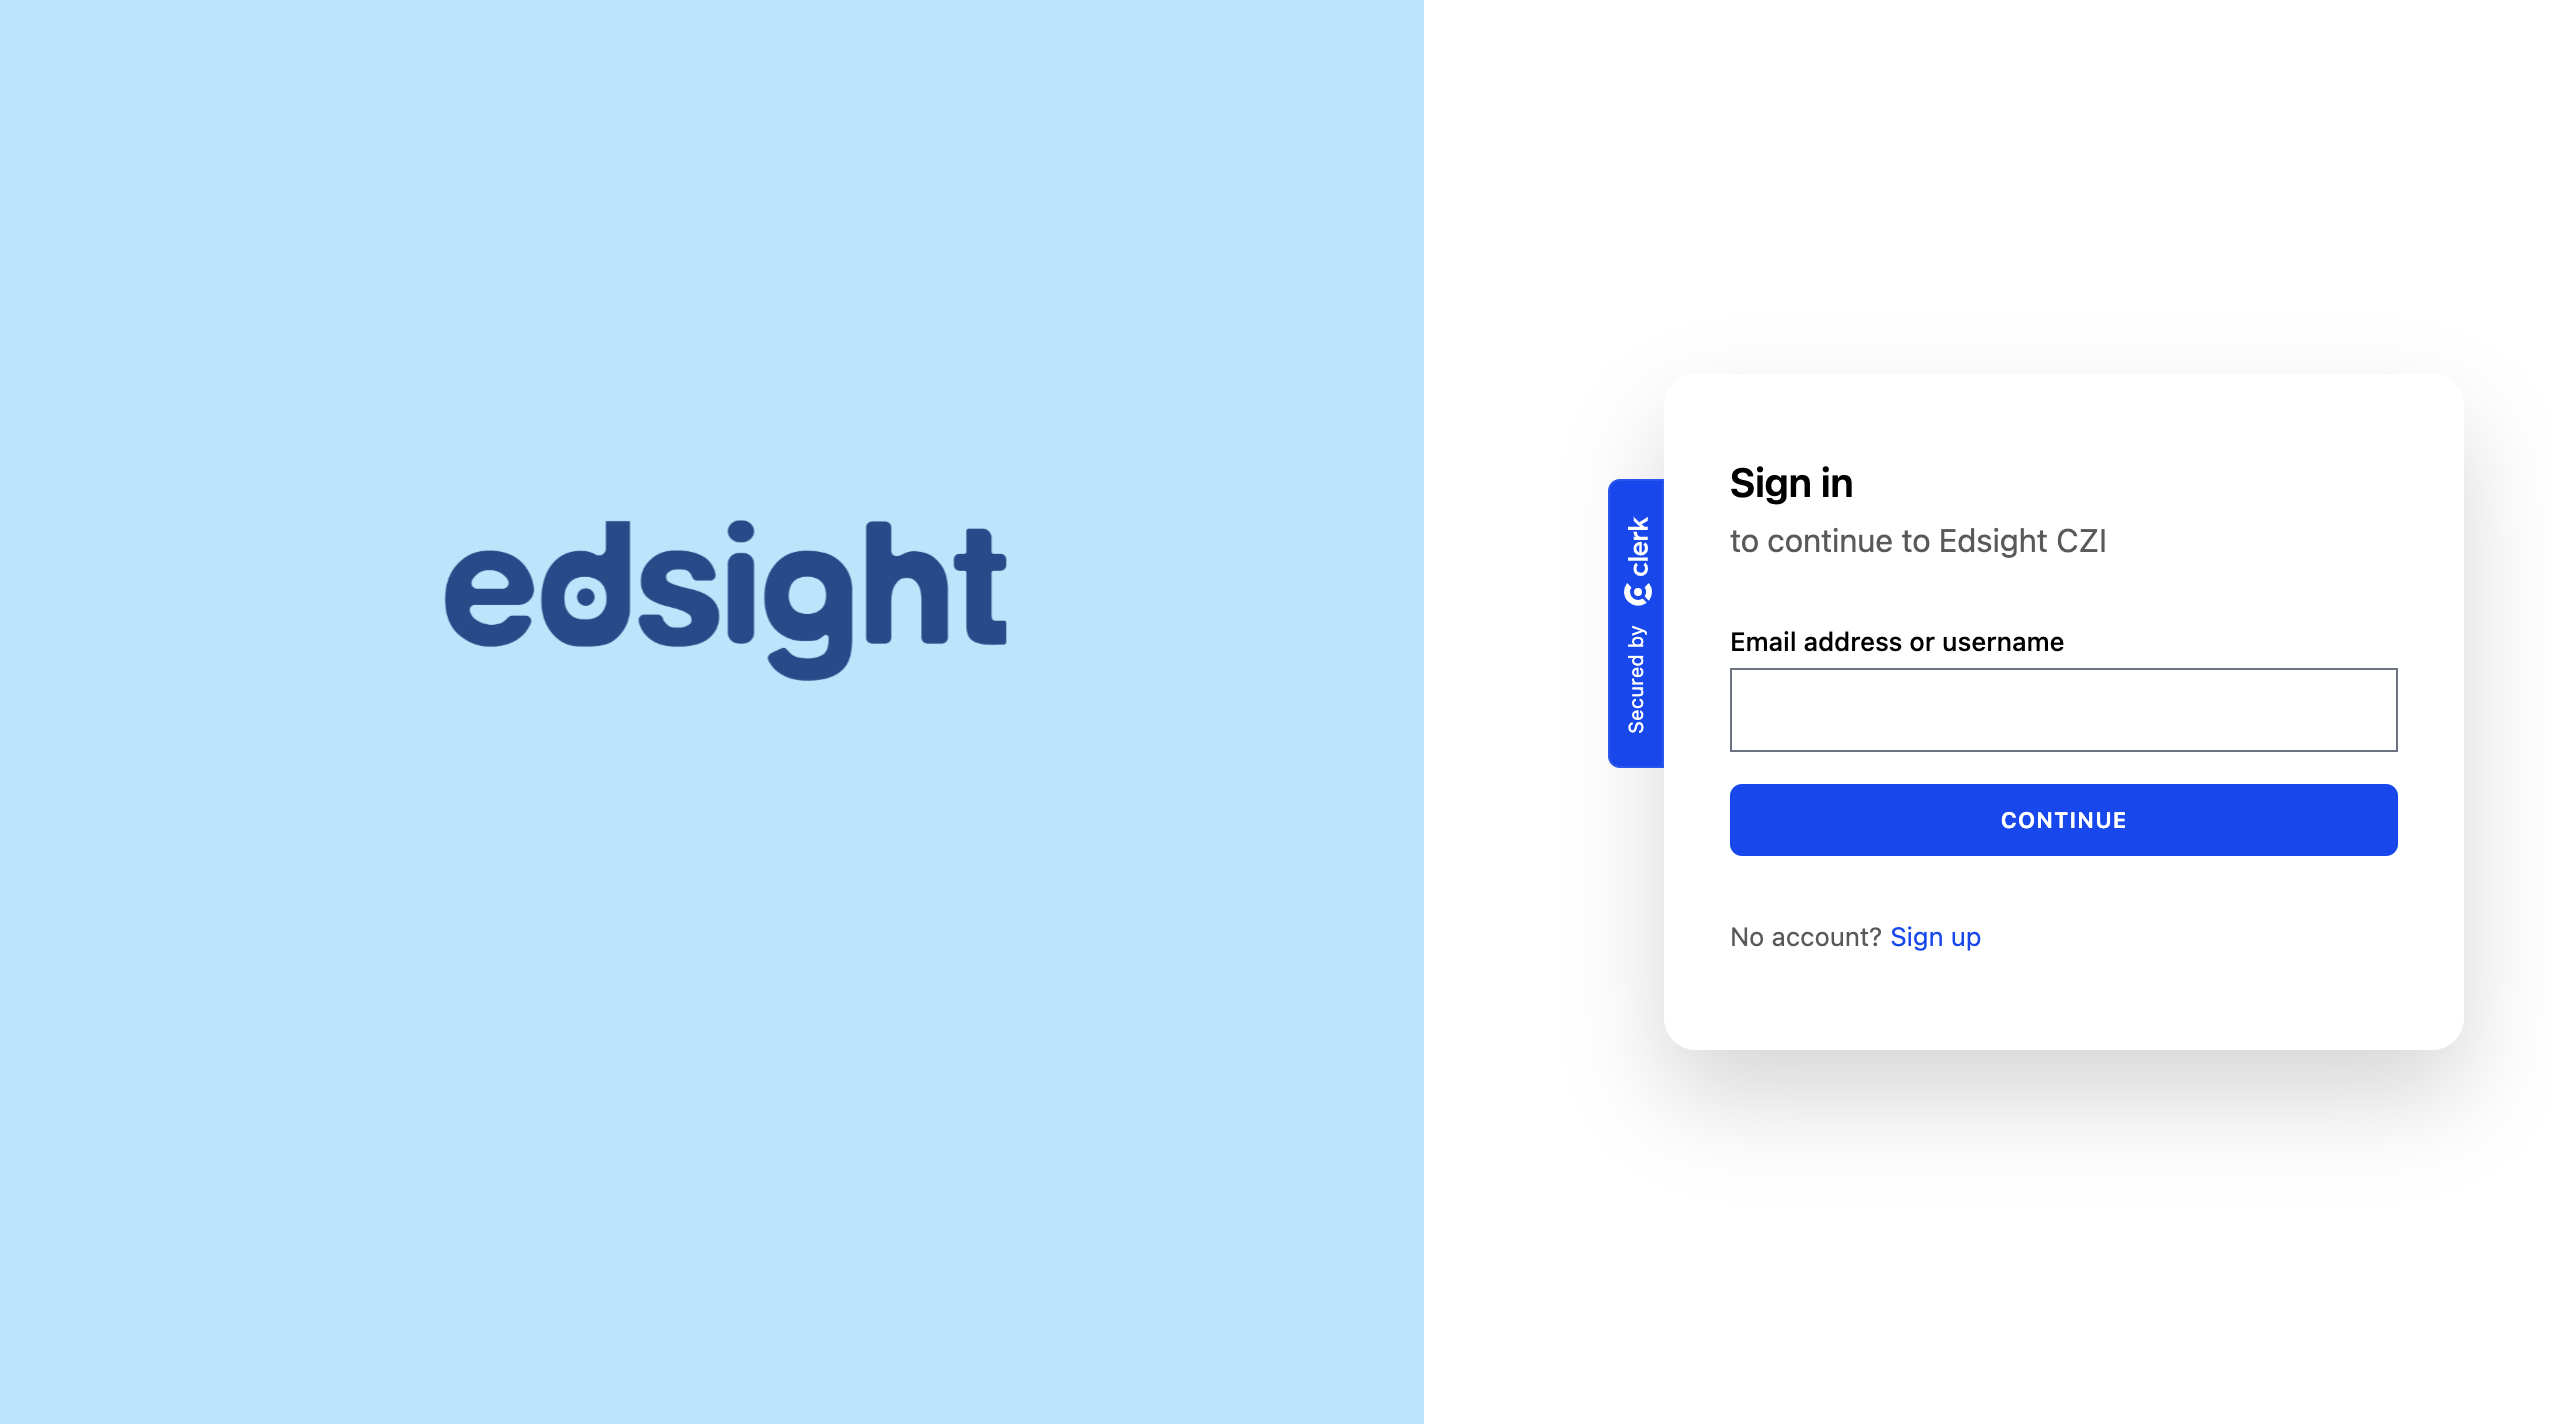 edsight
Secured by clerk
Sign in
to continue to Edsight CZI
Email address or username
CONTINUE
No account? Sign up